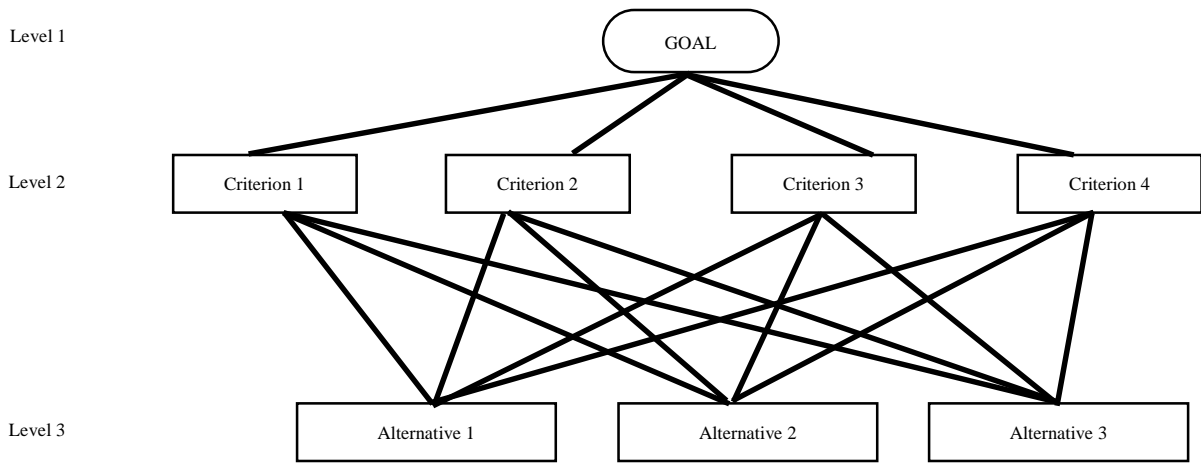 Level 1
GOAL
Level 2
Criterion 1
Criterion 2
Criterion 3
Criterion 4
Level 3
Alternative 1
Alternative 2
Alternative 3